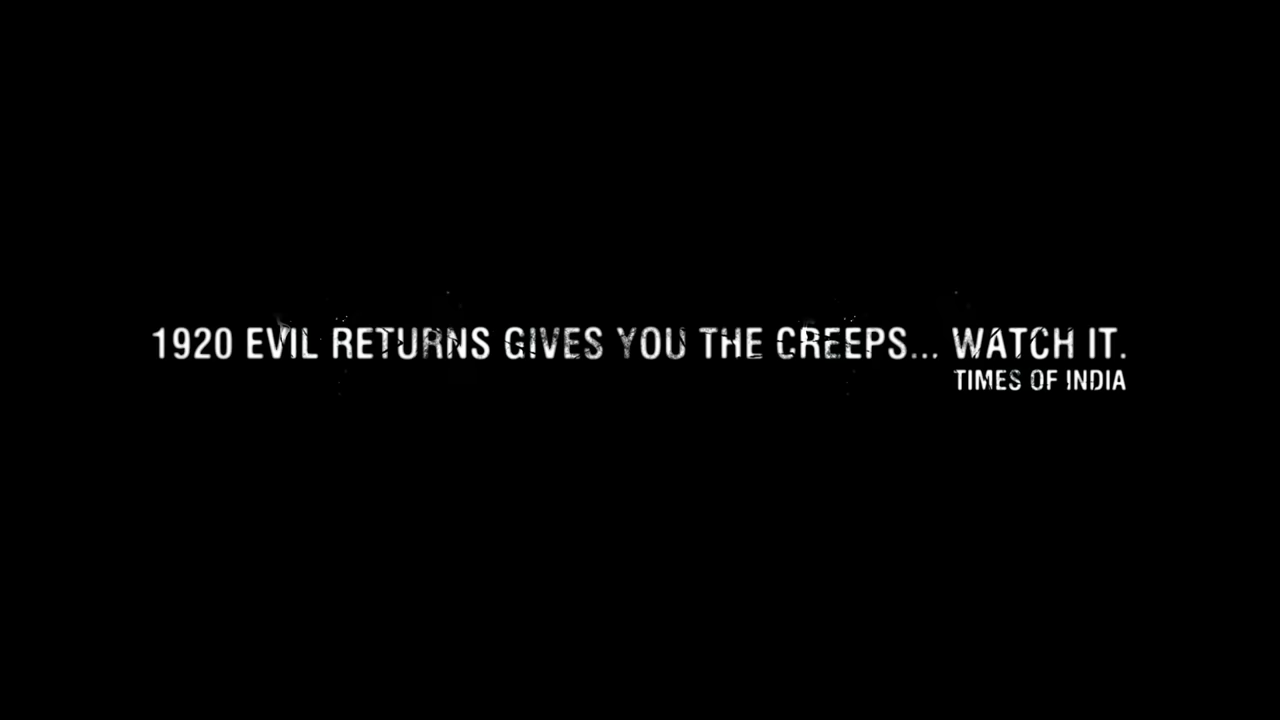 1920 EVIL RETURNS GIVES YOU THE CREEPS... WATCH IT.
TIMES OF INDIA